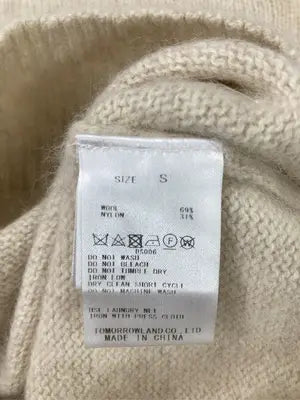 SIZE S
WOOL 69%
NYLON 31%
DS006
DO NOT WASH
DO NOT BLEACH
DO NOT TUMBLE DRY
IRON LOW
DRY CLEAN SHORT CYCLE
DO NOT MACHINE WASH
USE LAUNDRY NET
IRON WITH PRESS CLOTH
TOMORROWLAND CO., LTD
MADE IN CHINA